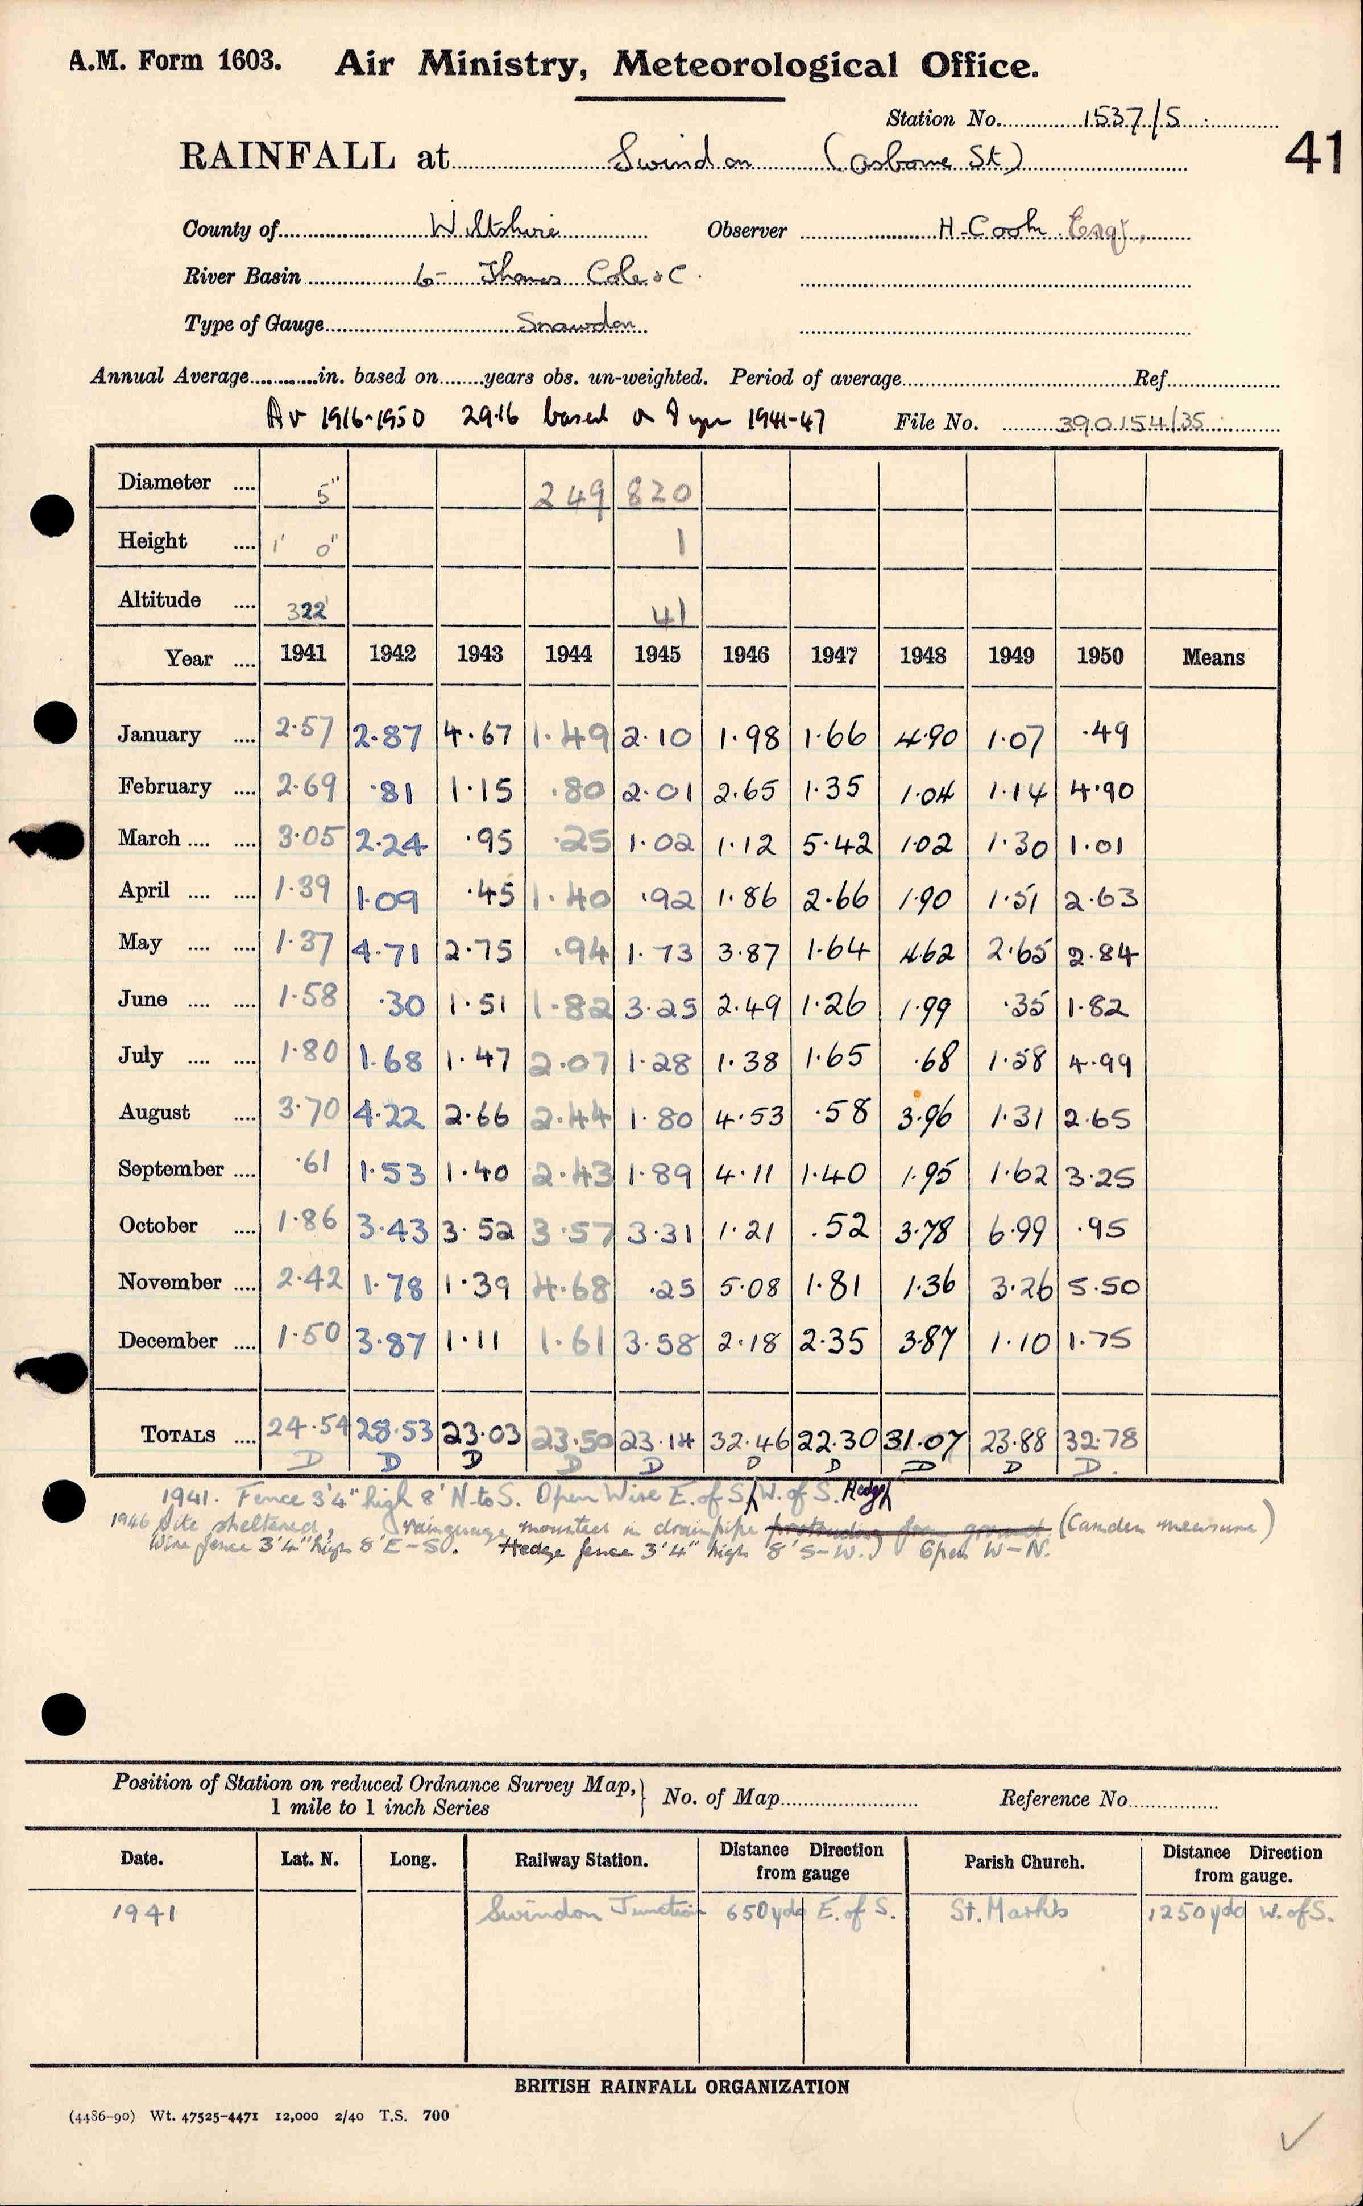 A.M. Form 1603. Air Ministry, Meteorological Office.
Station No. 1537/5
RAINFALL at Swindon (Osborne St) 41
County of Wiltshire Observer H. Cook Esq,
River Basin 6- Thames Cole &C.
Type of Gauge Snowdon
Annual Average in. based on years obs. un-weighted. Period of average Ref
Av 1916-1950 29.16 based on 7 yrs 1941-47 File No. 390154/35
Diameter .... 5" 249 820
Height .... 1' 0" 1
Altitude .... 322' 41
Year .... 1941 1942 1943 1944 1945 1946 1947 1948 1949 1950 Means
January .... 2.57 2.87 4.67 1.49 2.10 1.98 1.66 4.90 1.07 .49
February .... 2.69 .81 1.15 .80 2.01 2.65 1.35 1.04 1.14 4.90
March .... .... 3.05 2.24 .95 .25 1.02 1.12 5.42 1.02 1.30 1.01
April .... .... 1.39 1.09 .45 1.40 .92 1.86 2.66 1.90 1.51 2.63
May .... .... 1.37 4.71 2.75 .94 1.73 3.87 1.64 4.62 2.65 2.84
June .... .... 1.58 .30 1.51 1.82 3.25 2.49 1.26 1.99 .35 1.82
July .... .... 1.80 1.68 1.47 2.07 1.28 1.38 1.65 .68 1.58 4.99
August .... 3.70 4.22 2.66 2.44 1.80 4.53 .58 3.96 1.31 2.65
September .... .61 1.53 1.40 2.43 1.89 4.11 1.40 1.95 1.62 3.25
October .... 1.86 3.43 3.52 3.57 3.31 1.21 .52 3.78 6.99 .95
November .... 2.42 1.78 1.39 4.68 .25 5.08 1.81 1.36 3.26 5.50
December .... 1.50 3.87 1.11 1.61 3.58 2.18 2.35 3.87 1.10 1.75
TOTALS .... 24.54 28.53 23.03 23.50 23.14 32.46 22.30 31.07 23.88 32.78
D D D D D D D D D D.
1941. Fence 3'4" high 8' N. to S. Open Wire E. of S, W. of S. Hedge
1946 Site sheltered, rainguage mounted in drainpipe protruding from ground (Camden measure)
Wire fence 3'4" high 8' E-S. Hedge fence 3'4" high 8' S-W.) Open W-N.
Position of Station on reduced Ordnance Survey Map, } No. of Map Reference No
1 mile to 1 inch Series
Date. Lat. N. Long. Railway Station. Distance Direction from gauge Parish Church. Distance Direction from gauge.
1941 Swindon Junction 650 yds E. of S. St. Mark's 1250 yds W. of S.
BRITISH RAINFALL ORGANIZATION
(4486-90) Wt. 47525-4471 12,000 2/40 T.S. 700